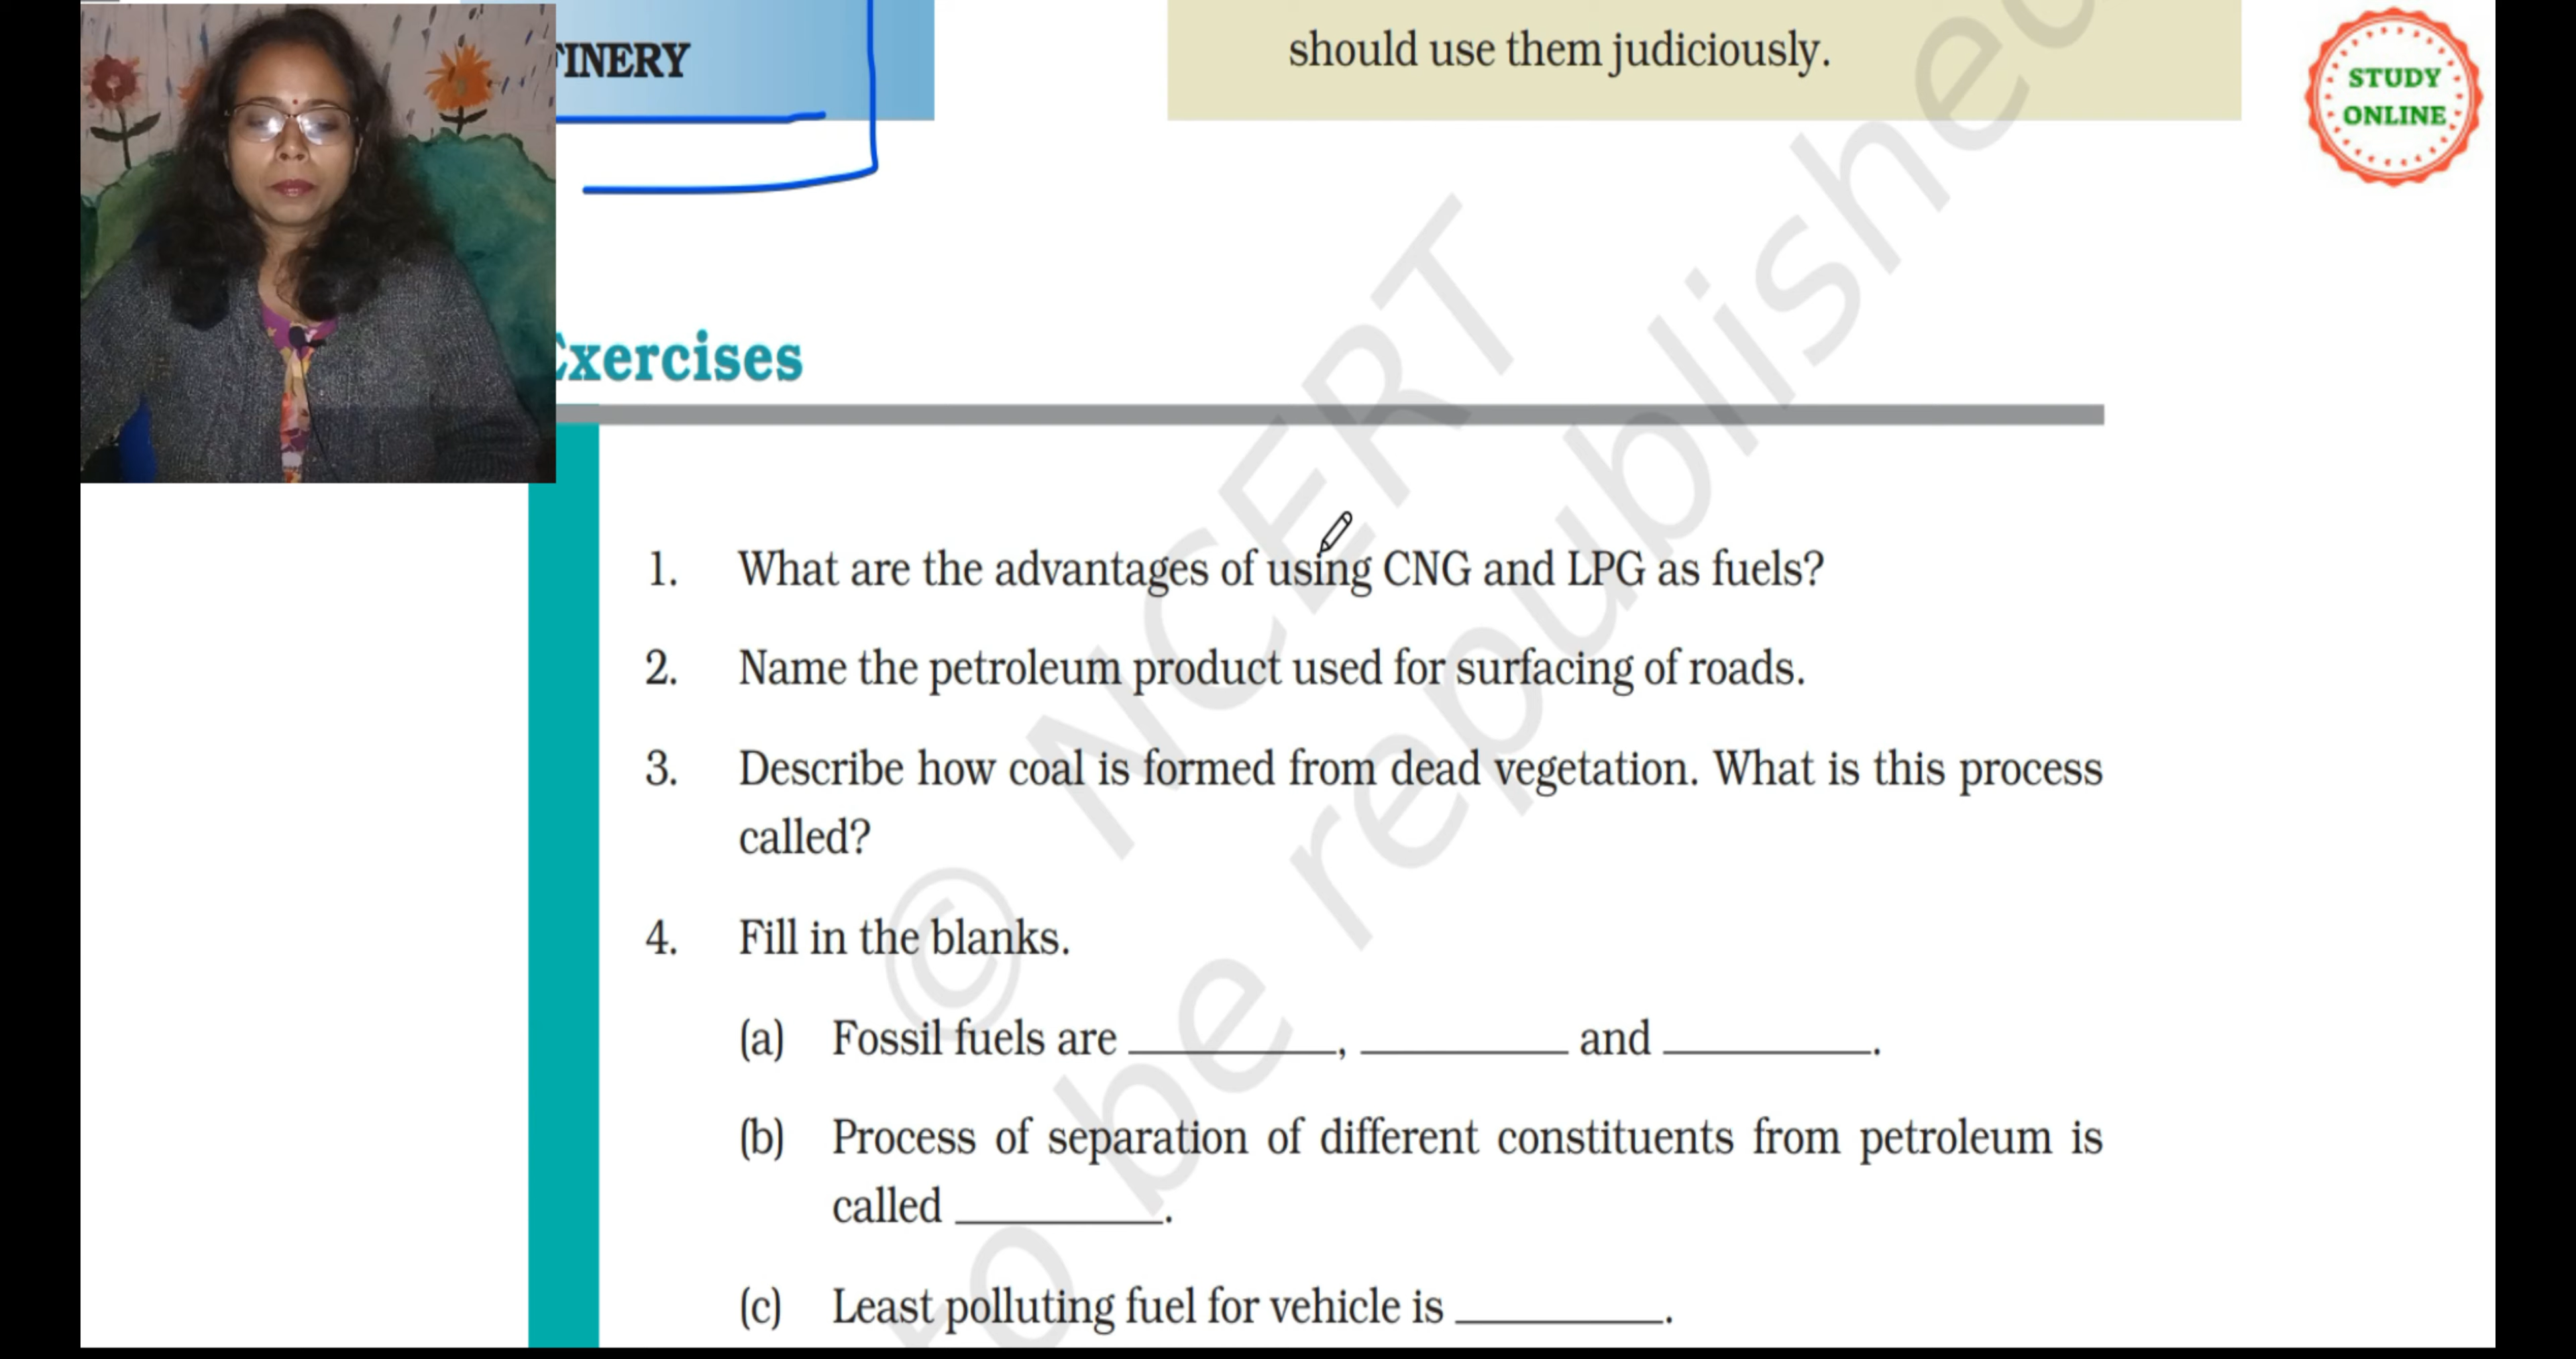 FINERY
should use them judiciously.
STUDY
ONLINE
Exercises
1. What are the advantages of using CNG and LPG as fuels?
2. Name the petroleum product used for surfacing of roads.
3. Describe how coal is formed from dead vegetation. What is this process
called?
4. Fill in the blanks.
(a) Fossil fuels are ________, ________ and ________.
(b) Process of separation of different constituents from petroleum is
called ________.
(c) Least polluting fuel for vehicle is ________.
© NCERT
to be republished